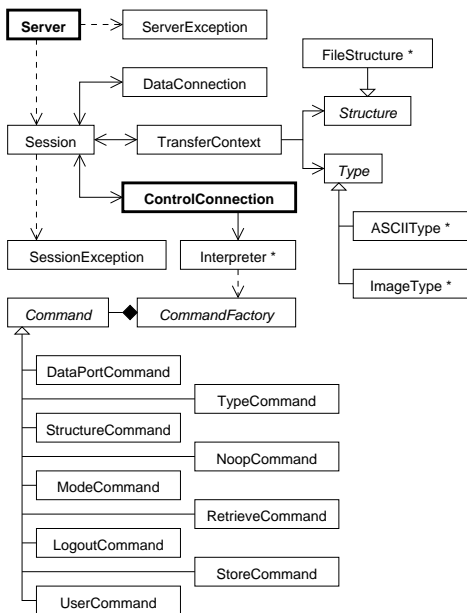 Server
ServerException
FileStructure *
DataConnection
Structure
Session
TransferContext
Type
ControlConnection
ASCIIType *
SessionException
Interpreter *
ImageType *
Command
CommandFactory
DataPortCommand
TypeCommand
StructureCommand
NoopCommand
ModeCommand
RetrieveCommand
LogoutCommand
StoreCommand
UserCommand